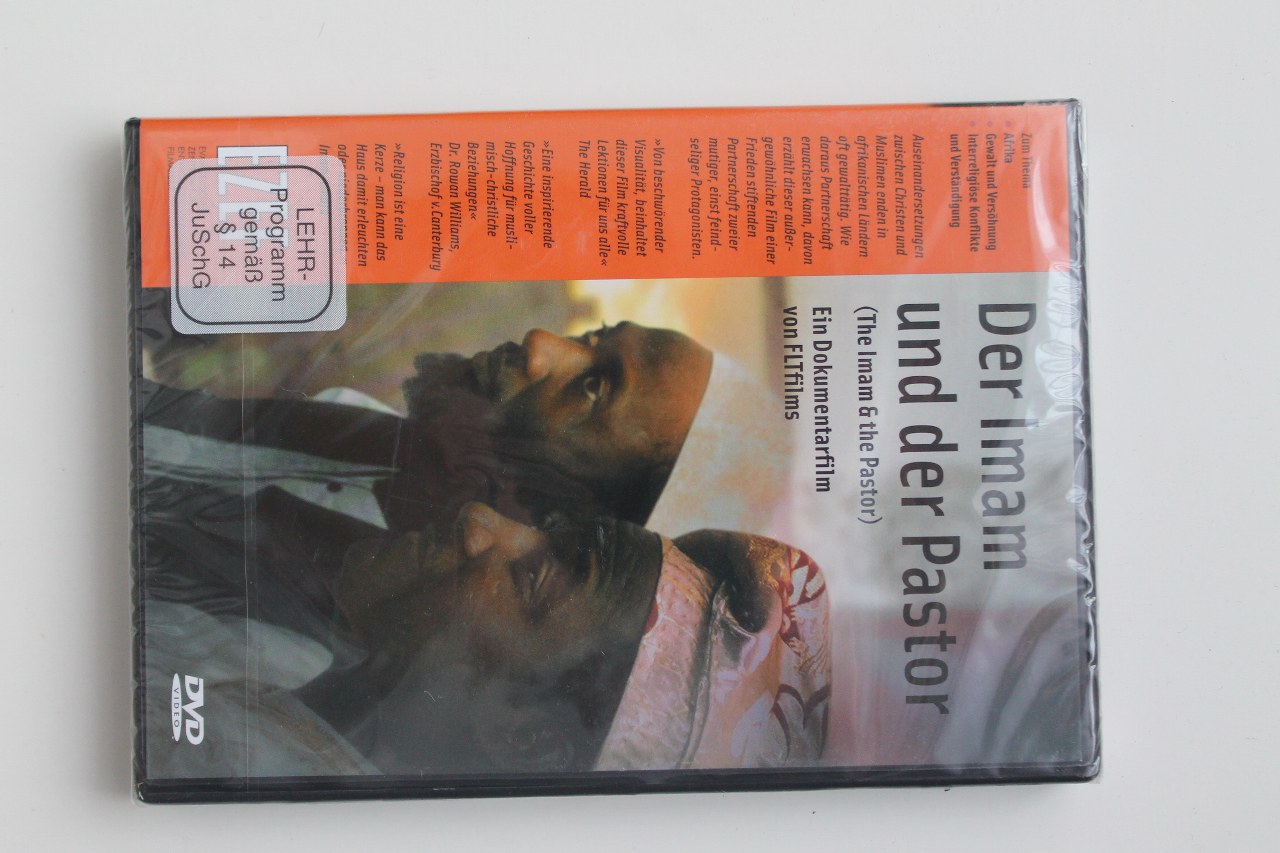 Der Imam
und der Pastor
(The Imam & the Pastor)
Ein Dokumentarfilm
von FLTfilms
Zum Thema
Afrika
Gewalt und Versöhnung
Interreligiöse Konflikte
und Verständigung
Auseinandersetzungen
zwischen Christen und
Muslimen enden in
afrikanischen Ländern
oft gewalttätig. Wie
daraus Partnerschaft
erwachsen kann, davon
erzählt dieser außer-
gewöhnliche Film einer
Frieden stiftenden
Partnerschaft zweier
mutiger, einst feind-
seliger Protagonisten.
»Von beschwörender
Visualität, beinhaltet
dieser Film kraftvolle
Lektionen für uns alle«
The Herald
»Eine inspirierende
Geschichte voller
Hoffnung für musli-
misch-christliche
Beziehungen«
Dr. Rowan Williams,
Erzbischof v. Canterbury
»Religion ist eine
Kerze – man kann das
Haus damit erleuchten
oder
EZE
LEHR-
Programm
gemäß
§ 14
JuSchG
DVD
VIDEO